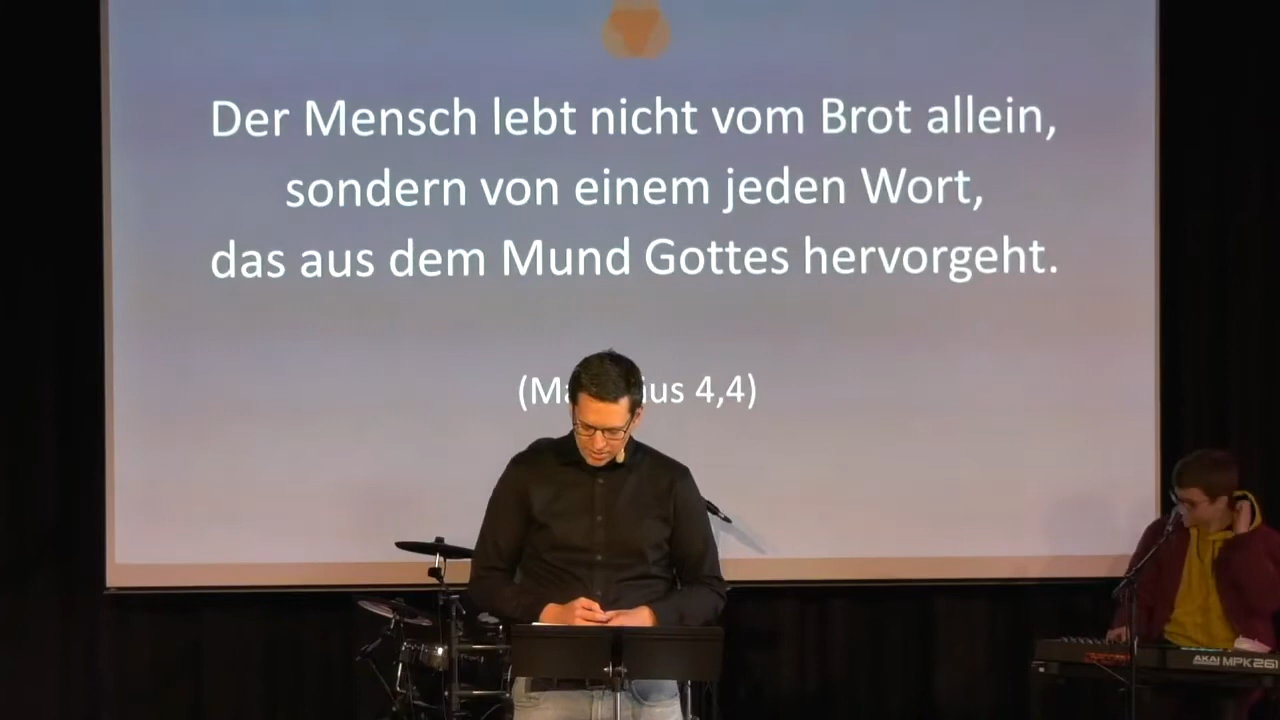 Der Mensch lebt nicht vom Brot allein,
sondern von einem jeden Wort,
das aus dem Mund Gottes hervorgeht.
4,4)
AKAI MPK261